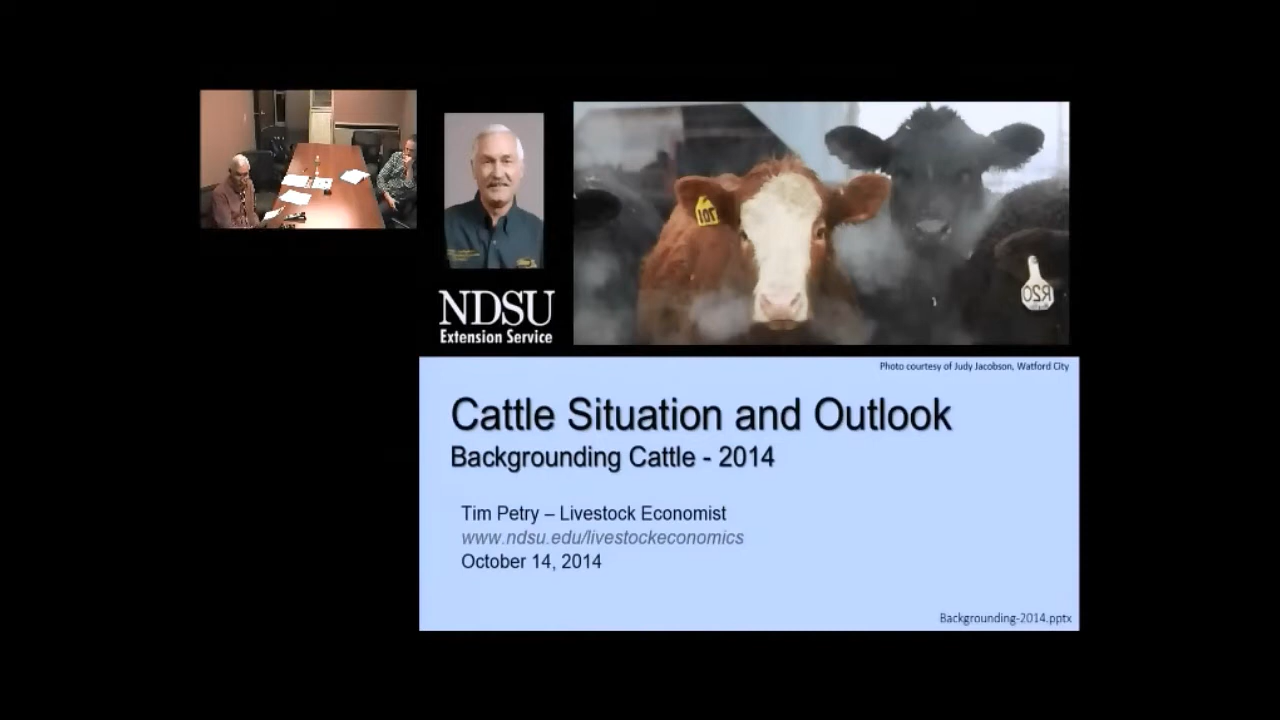 NDSU
Extension Service
Photo courtesy of Judy Jacobson, Watford City
Cattle Situation and Outlook
Backgrounding Cattle - 2014
Tim Petry – Livestock Economist
www.ndsu.edu/livestockeconomics
October 14, 2014
Backgrounding-2014.pptx